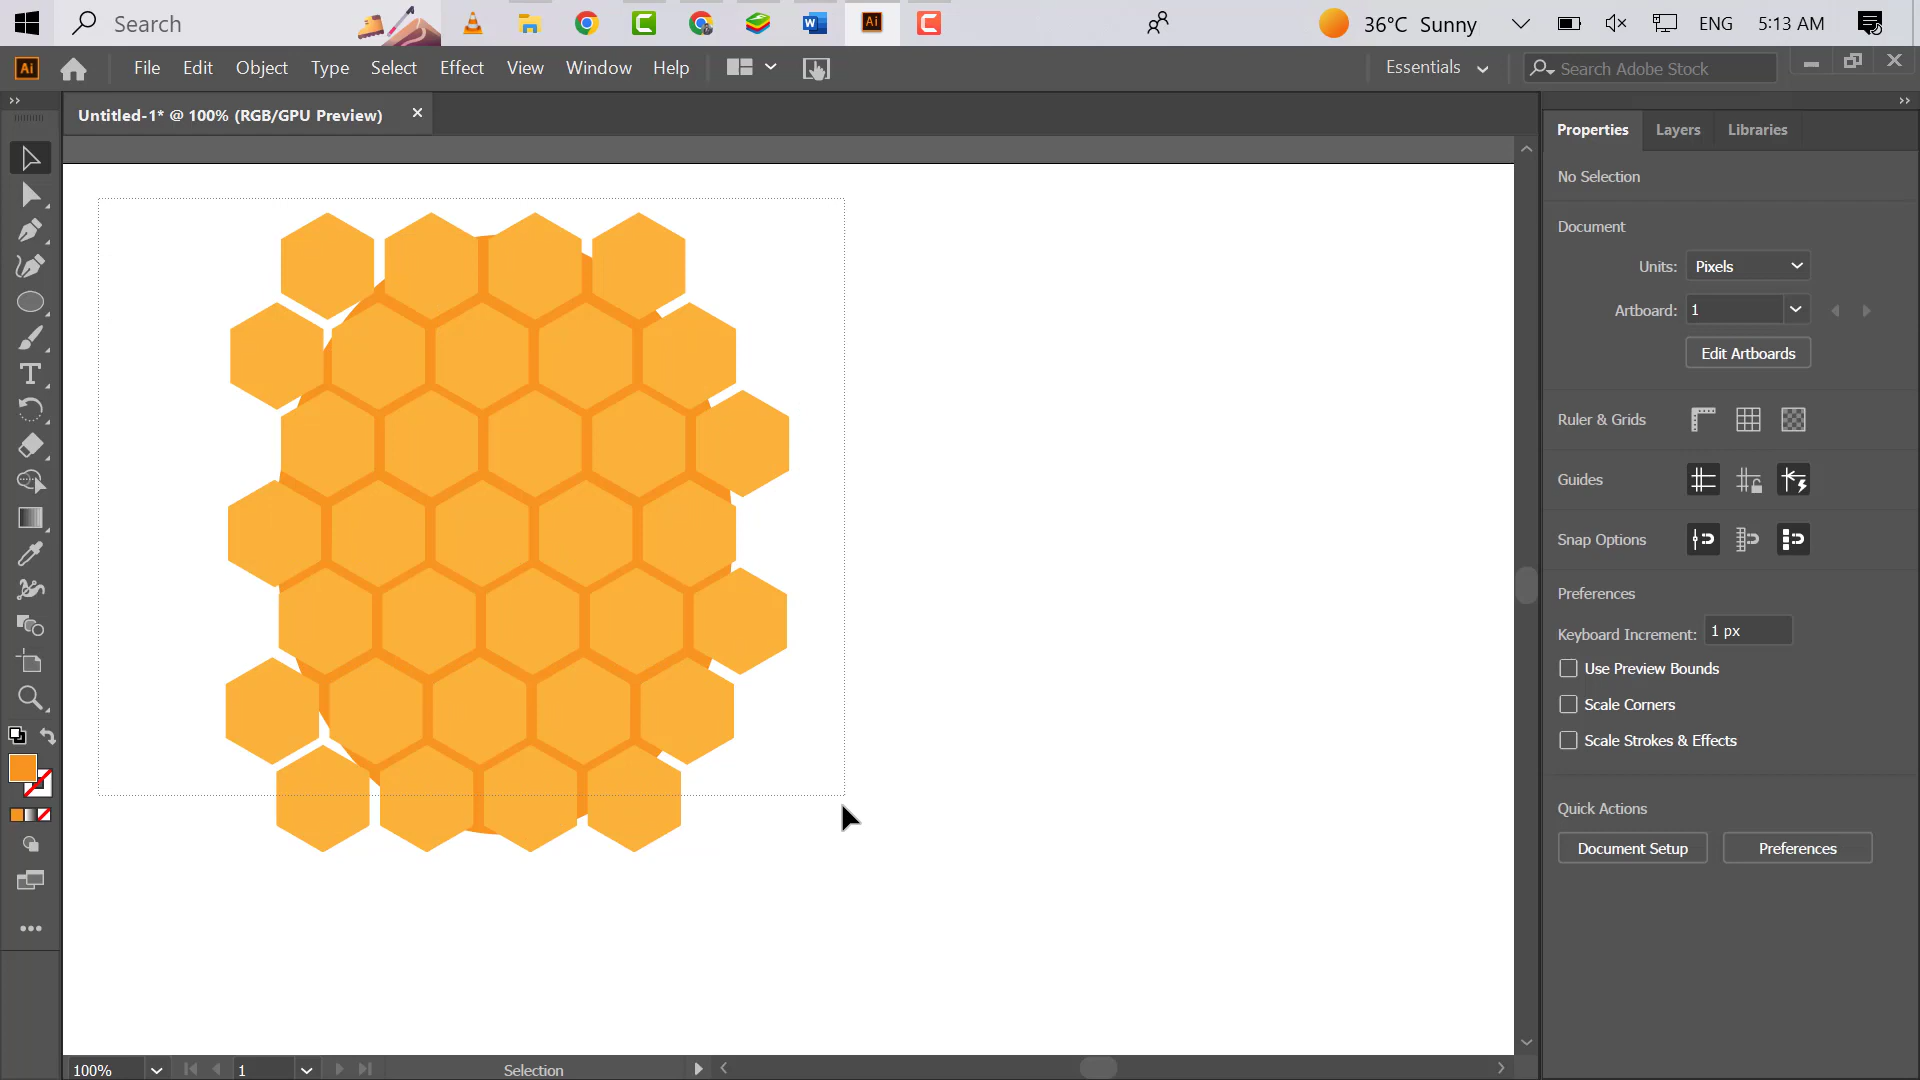 Search
36°C Sunny
ENG
5:13 AM
Ai
File Edit Object Type Select Effect View Window Help
Essentials
Search Adobe Stock
Untitled-1* @ 100% (RGB/GPU Preview)
Properties Layers Libraries
No Selection
Document
Units: Pixels
Artboard: 1
Edit Artboards
Ruler & Grids
Guides
Snap Options
Preferences
Keyboard Increment: 1 px
Use Preview Bounds
Scale Corners
Scale Strokes & Effects
Quick Actions
Document Setup
Preferences
100%
1
Selection